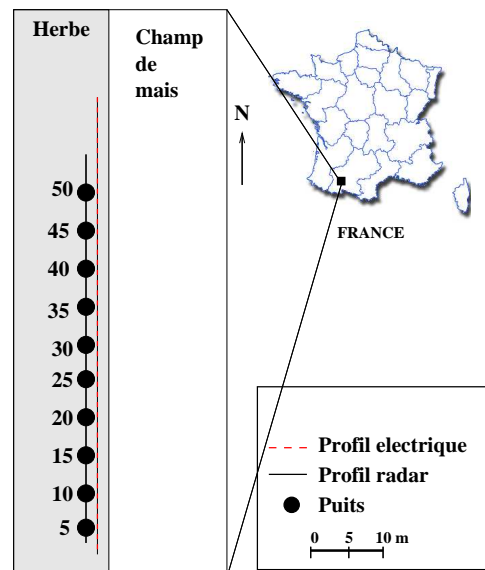 Herbe
Champ
de
mais
N
FRANCE
50
45
40
35
30
25
20
15
10
5
Profil electrique
Profil radar
Puits
0 5 10 m